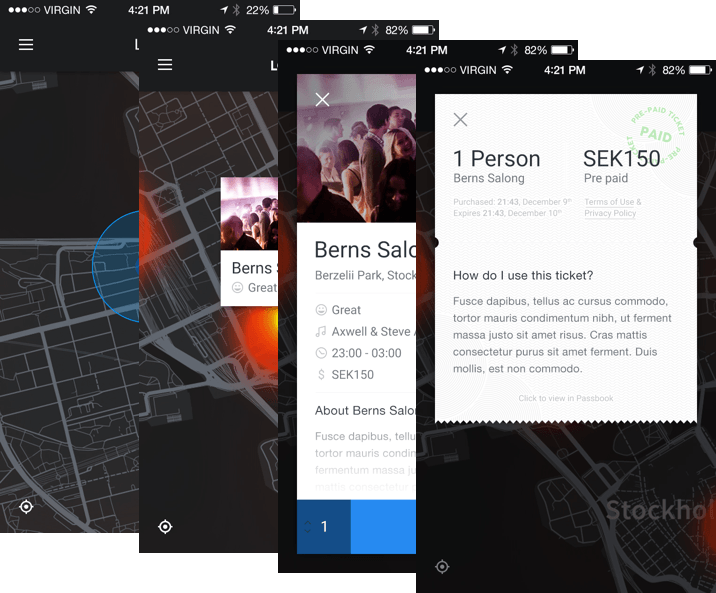 VIRGIN
4:21 PM
22%
L
VIRGIN
4:21 PM
82%
L
Berns S
Great
VIRGIN
4:21 PM
82%
Berns Salo
Berzelii Park, Stock
Great
Axwell & Steve A
23:00 - 03:00
$ SEK150
About Berns Salo
Fusce dapibus, tellu
tortor mauris condim
fermentum massa ju
mattis consectetur p
1
VIRGIN
4:21 PM
82%
PRE-PAID TICKET
PAID
1 Person
SEK150
Berns Salong
Pre paid
Purchased: 21:43, December 9th
Terms of Use &
Expires 21:43, December 10th
Privacy Policy
How do I use this ticket?
Fusce dapibus, tellus ac cursus commodo,
tortor mauris condimentum nibh, ut ferment
massa justo sit amet risus. Cras mattis
consectetur purus sit amet ferment. Duis
mollis, est non commodo.
Click to view in Passbook
Stockhol